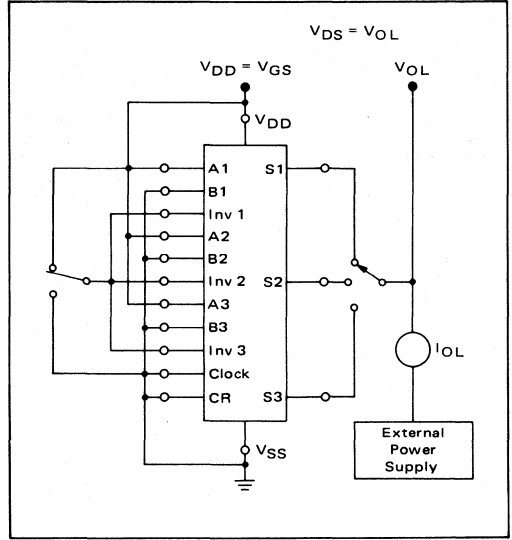 VDS = VOL
VDD = VGS
VOL
VDD
A1
S1
B1
Inv 1
A2
B2
Inv 2
S2
A3
B3
Inv 3
Clock
CR
S3
IOL
External
Power
Supply
VSS